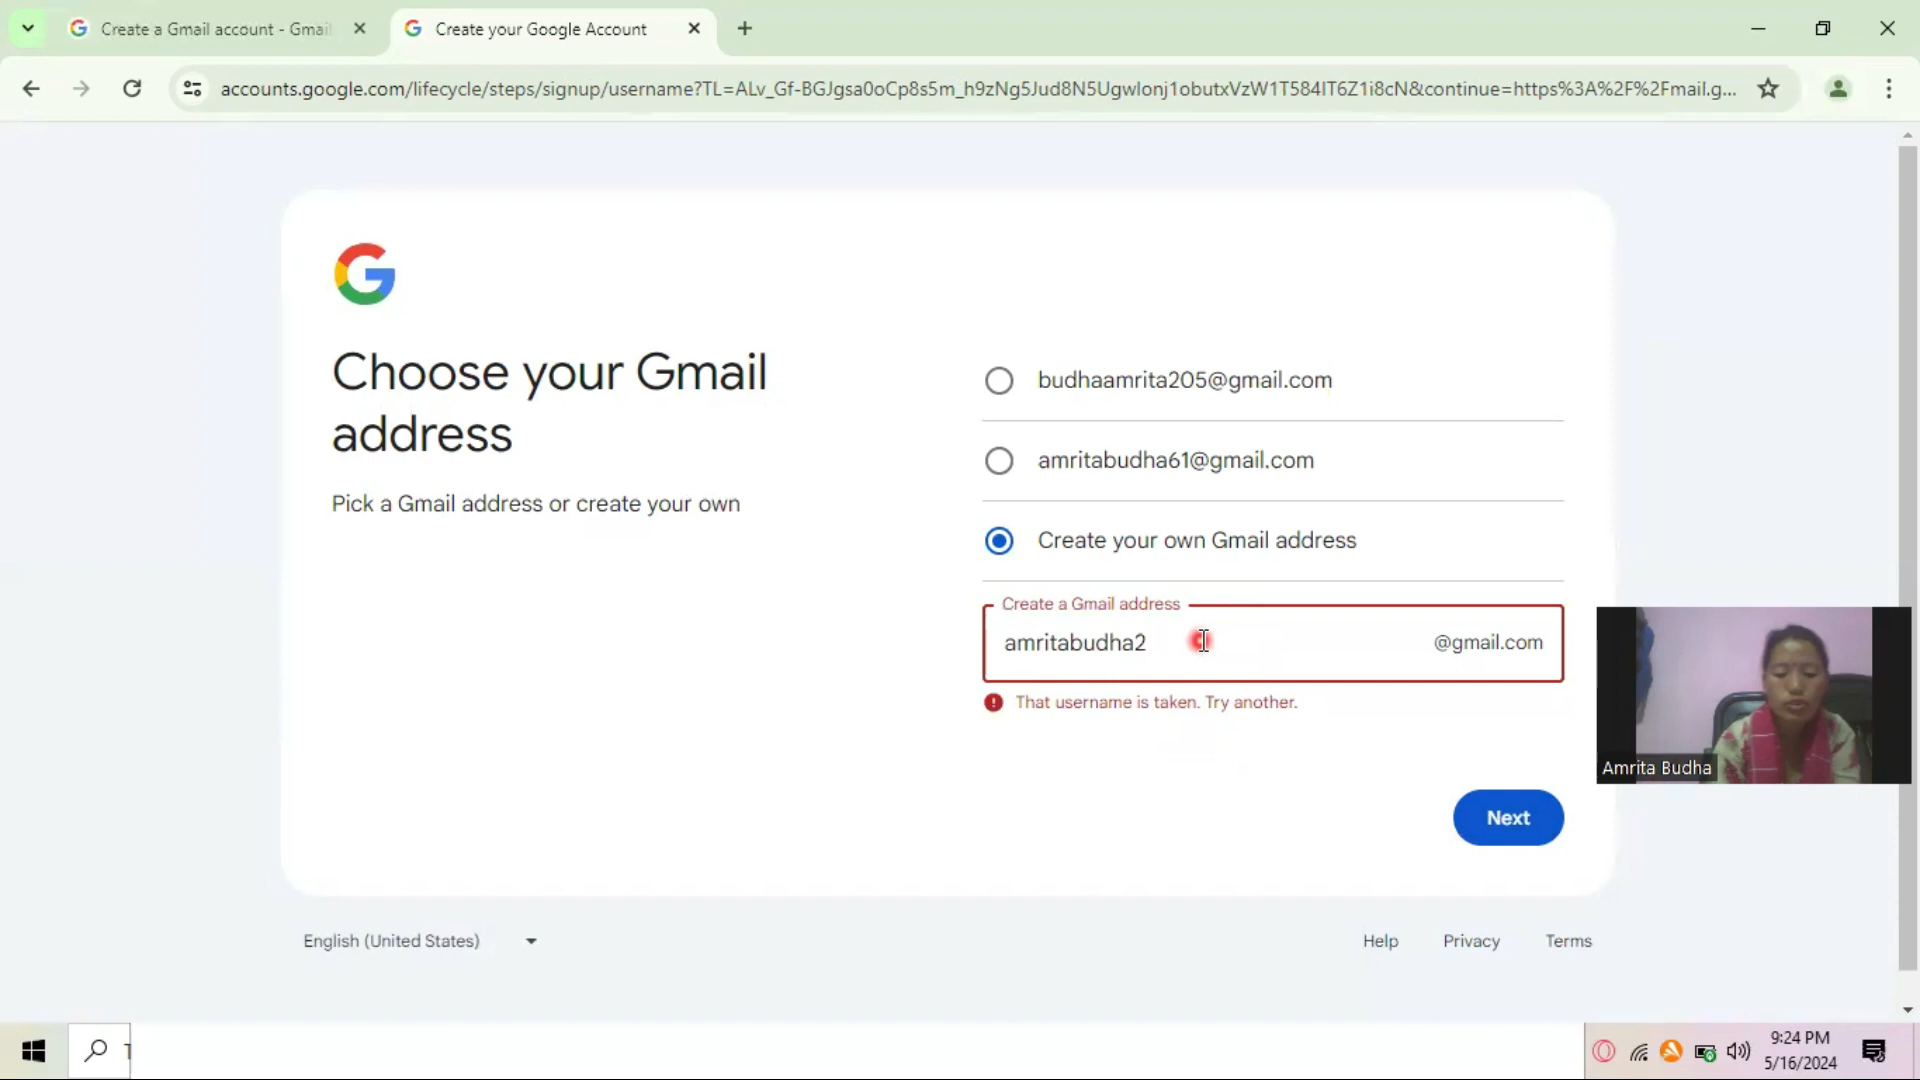 Create a Gmail account - Gmail
Create your Google Account
accounts.google.com/lifecycle/steps/signup/username?TL=ALv_Gf-BGJgsa0oCp8s5m_h9zNg5Jud8N5UgwIonj1obutxVzW1T584IT6Z1i8cN&continue=https%3A%2F%2Fmail.g...
Choose your Gmail
address
Pick a Gmail address or create your own
budhaamrita205@gmail.com
amritabudha61@gmail.com
Create your own Gmail address
Create a Gmail address
amritabudha2
@gmail.com
That username is taken. Try another.
Amrita Budha
Next
English (United States)
Help
Privacy
Terms
9:24 PM
5/16/2024